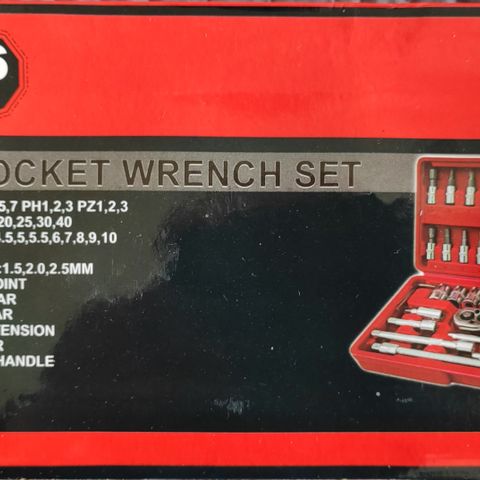 S
OCKET WRENCH SET
5,7 PH1,2,3 PZ1,2,3
20,25,30,40
.5,5,5.5,6,7,8,9,10
:1.5,2.0,2.5MM
OINT
AR
AR
TENSION
R
HANDLE